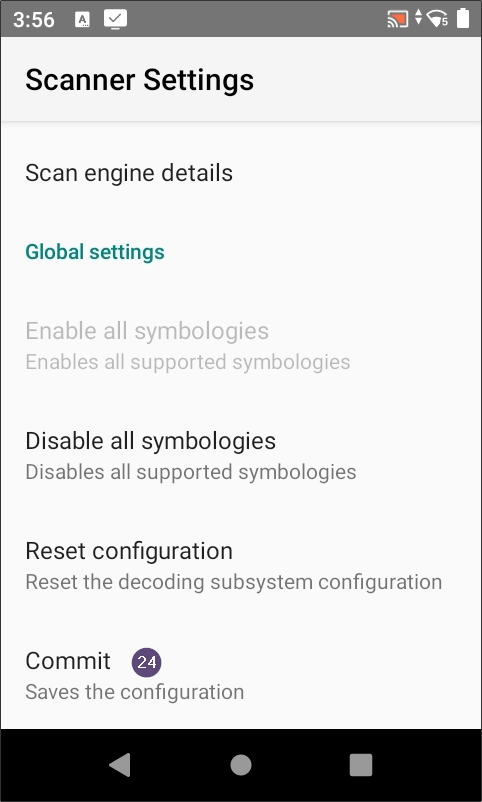 3:56
A
5
Scanner Settings
Scan engine details
Global settings
Enable all symbologies
Enables all supported symbologies
Disable all symbologies
Disables all supported symbologies
Reset configuration
Reset the decoding subsystem configuration
Commit 24
Saves the configuration